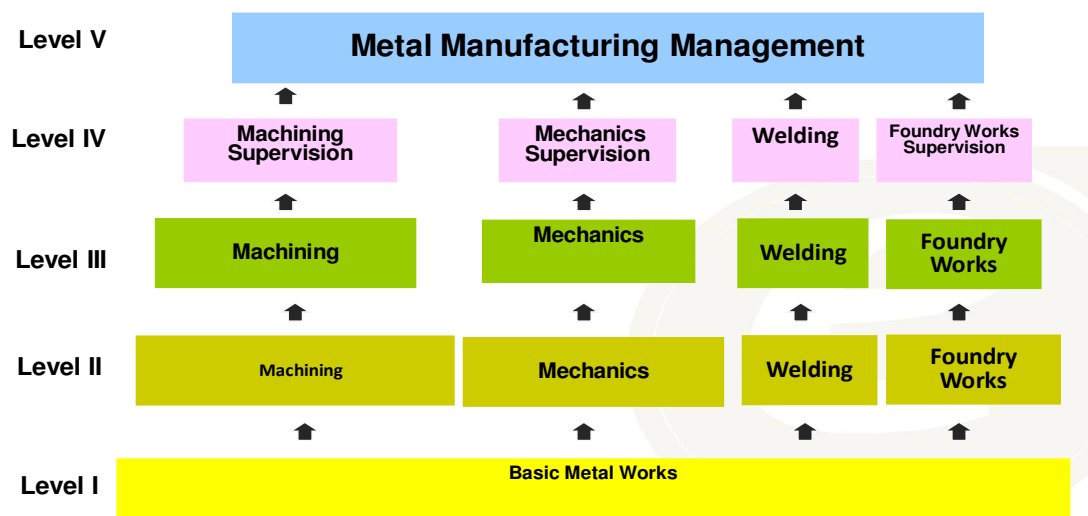 Level V
Metal Manufacturing Management
Level IV
Machining
Supervision
Mechanics
Supervision
Welding
Foundry Works
Supervision
Level III
Machining
Mechanics
Welding
Foundry
Works
Level II
Machining
Mechanics
Welding
Foundry
Works
Level I
Basic Metal Works